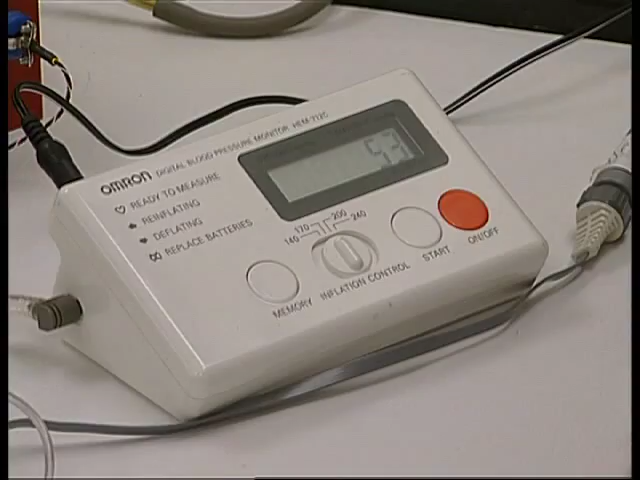 OMRON DIGITAL BLOOD PRESSURE MONITOR HEM-712C
READY TO MEASURE
REINFLATING
DEFLATING
REPLACE BATTERIES
53
140 170 200 240
MEMORY INFLATION CONTROL START ON/OFF